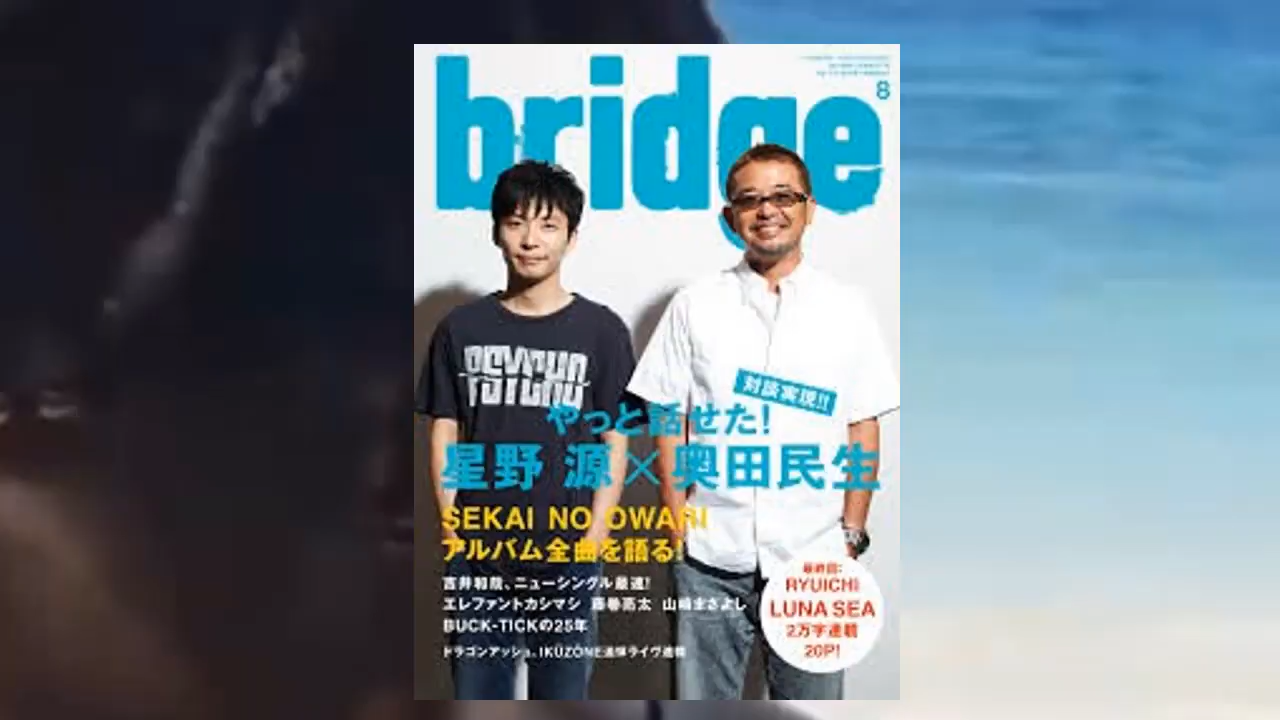 bridge
8
PSYCHO
対談実現!!
やっと話せた!
星野 源×奥田民生
SEKAI NO OWARI
アルバム全曲を語る!
吉井和哉、ニューシングル最速!
エレファントカシマシ 藤巻亮太 山崎まさよし
BUCK-TICKの25年
ドラゴンアッシュ、IKÜZÖNE追悼ライヴ速報
最終回:
RYUICHI
LUNA SEA
2万字連載
20P!